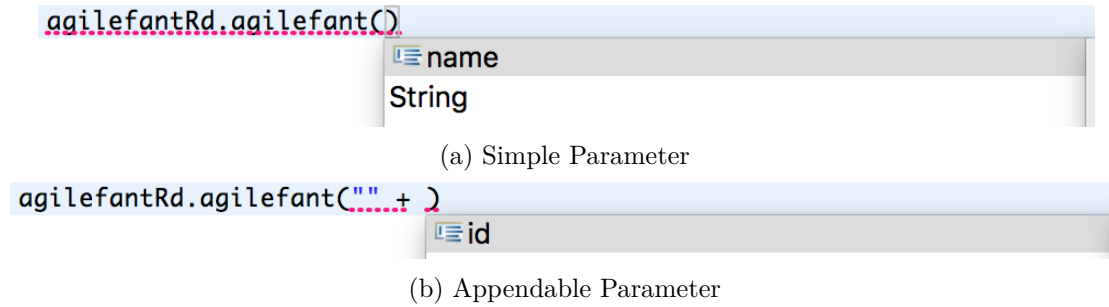 agilefantRd.agilefant()
name
String
(a) Simple Parameter
agilefantRd.agilefant("" + )
id
(b) Appendable Parameter